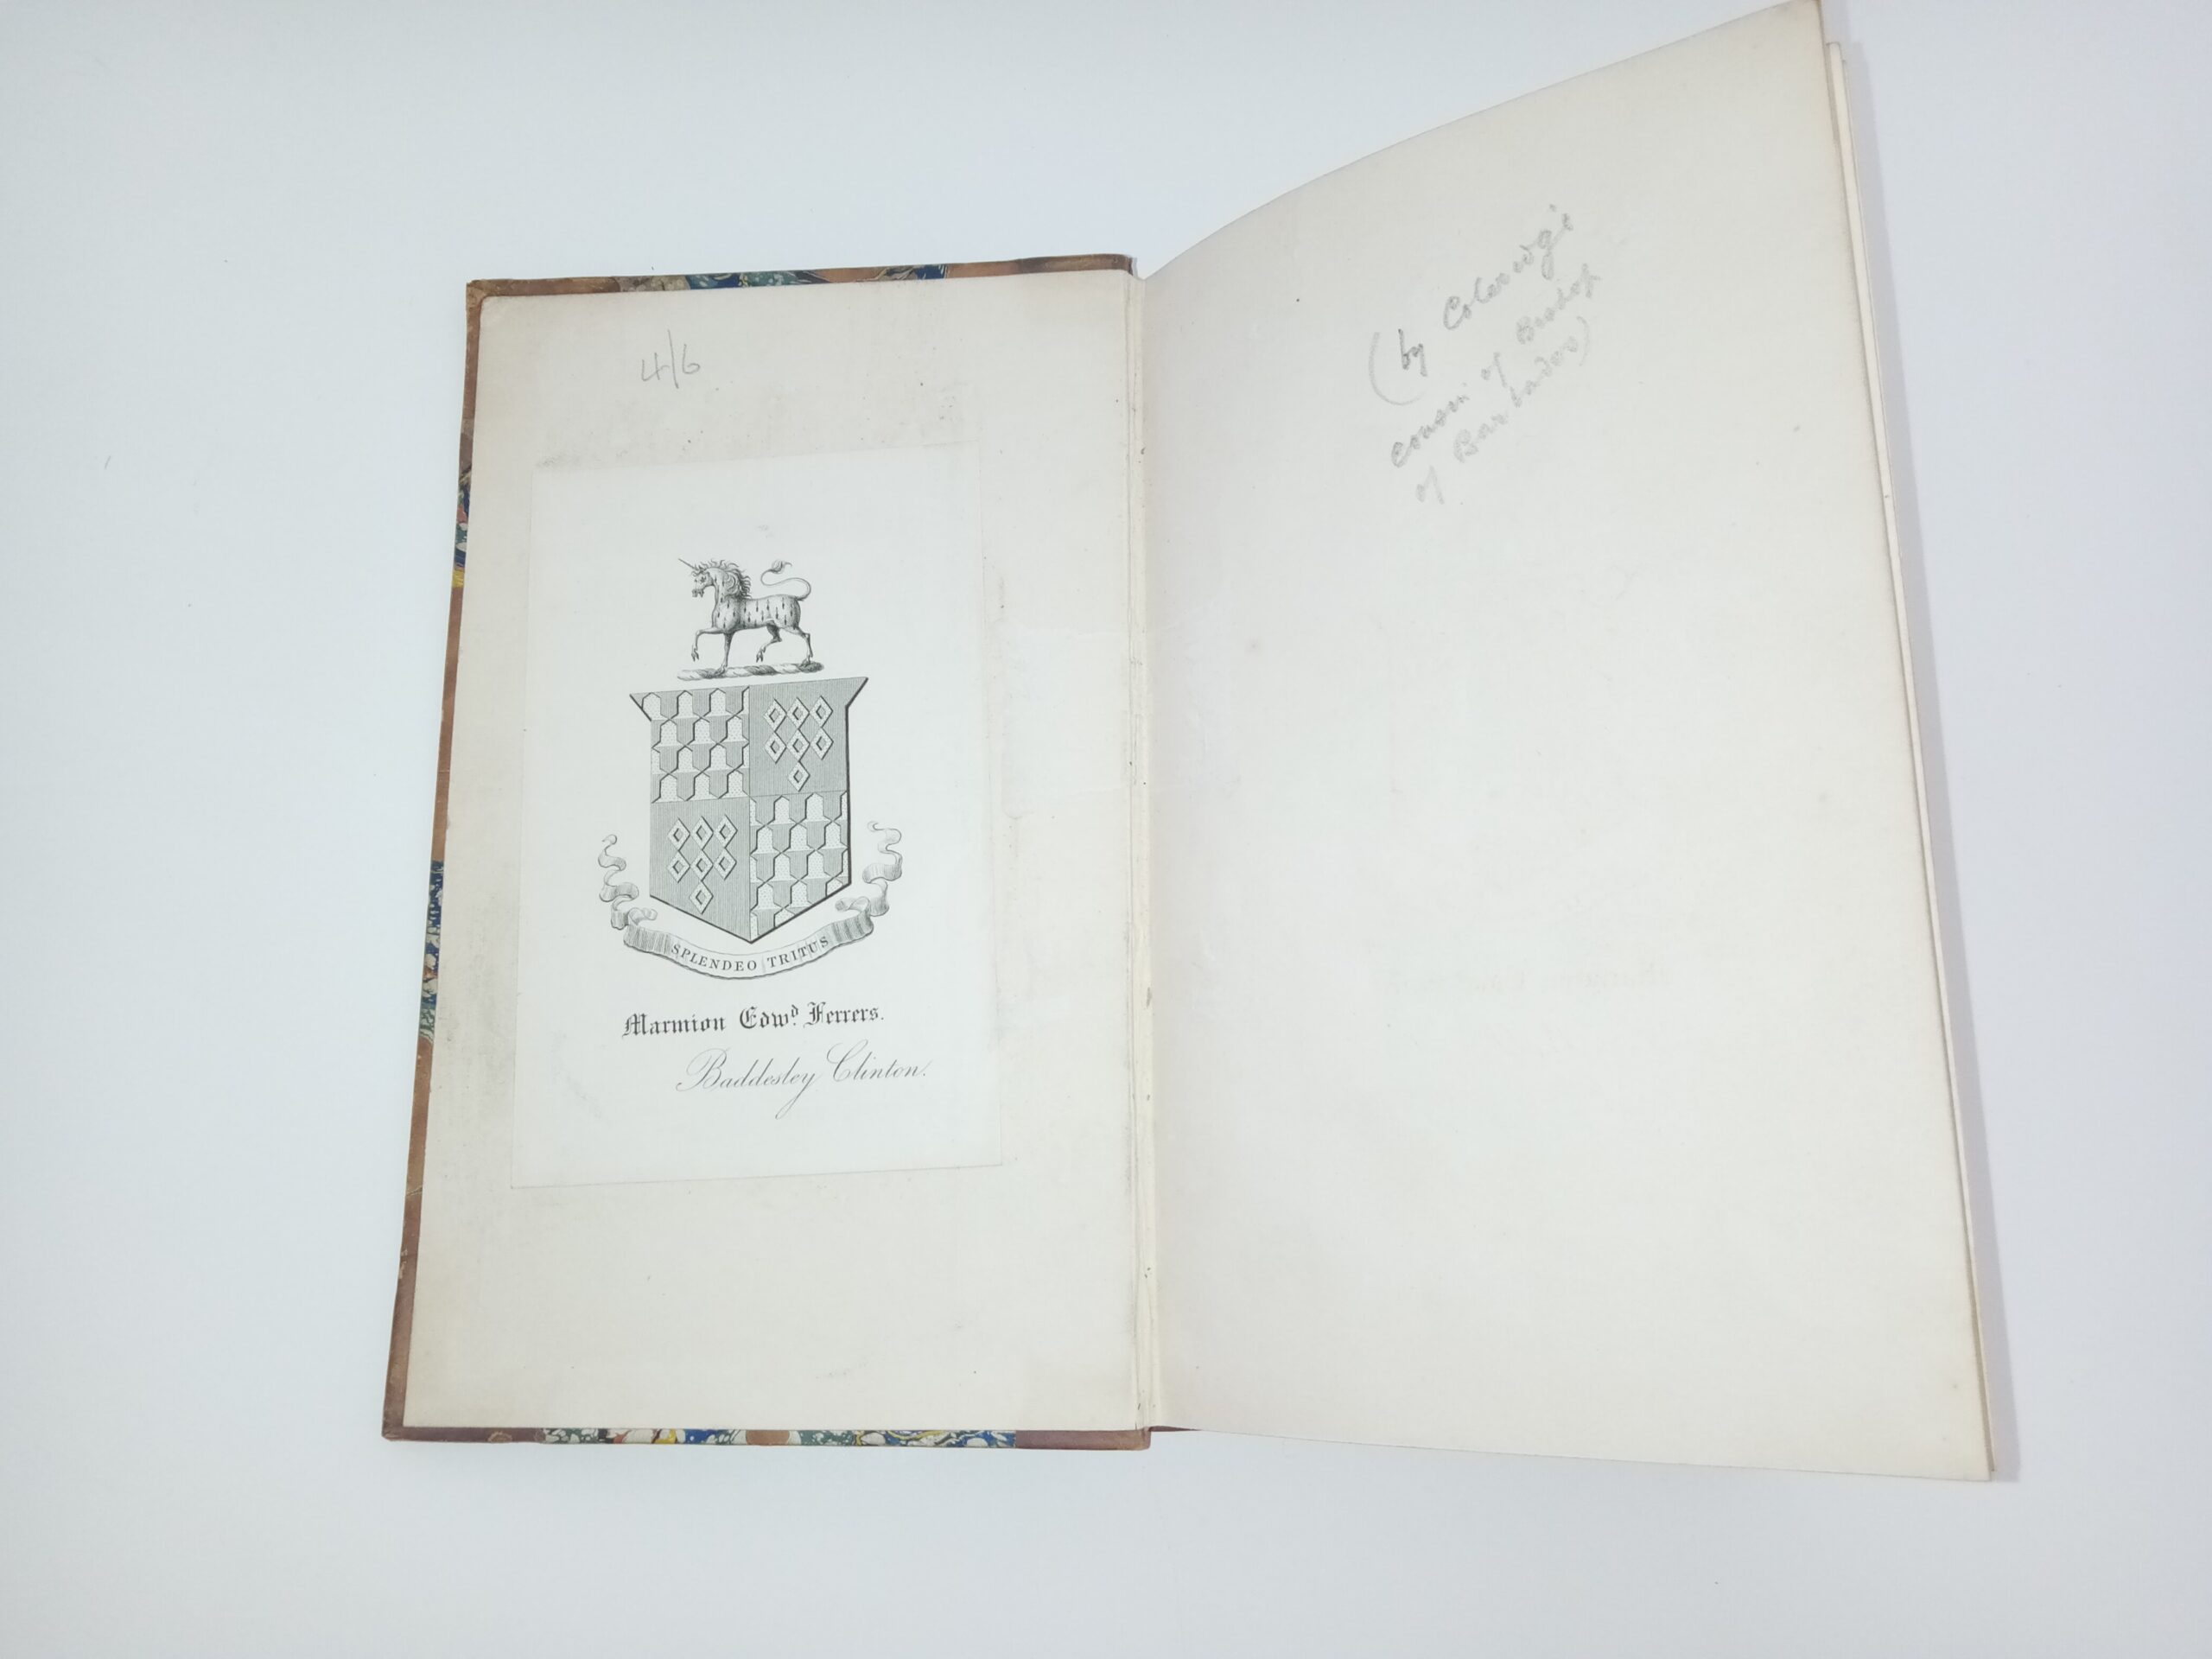 4/6
SPLENDEO TRITUS
Marmion Edwd. Ferrers.
Baddesley Clinton.
(by Coleridge
cousin of Bishop
of Barbados)